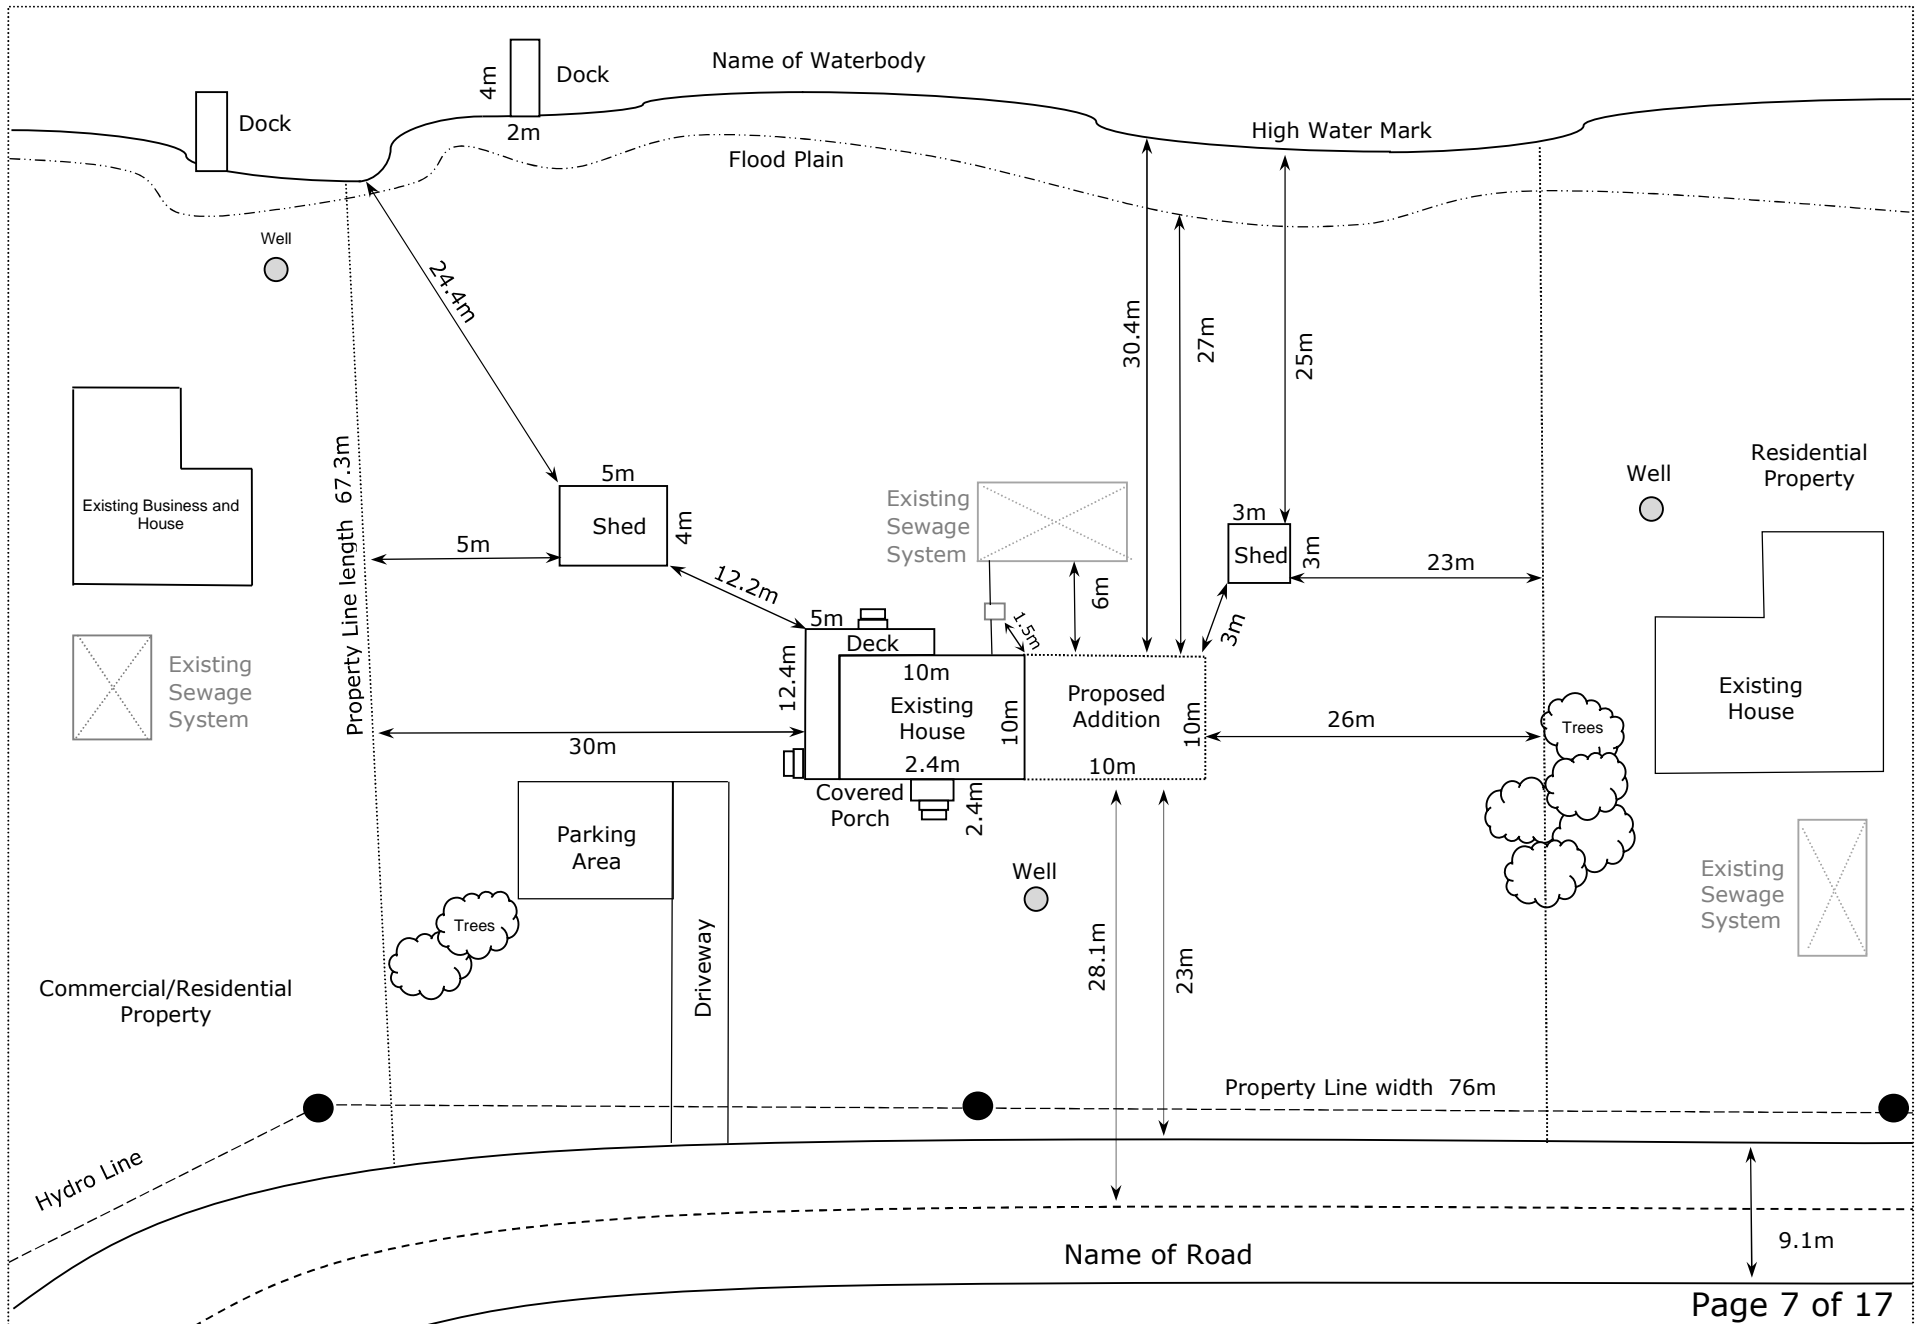 Name of Waterbody
Dock
4m
Dock
2m
High Water Mark
Flood Plain
Well
24.4m
30.4m
27m
25m
Property Line length 67.3m
Existing Business and
House
5m
Shed
4m
5m
12.2m
Existing
Sewage
System
6m
1.5m
3m
Shed
3m
3m
23m
Well
Residential
Property
Existing
Sewage
System
5m
Deck
12.4m
10m
Existing
House
10m
2.4m
2.4m
Covered
Porch
30m
Proposed
Addition
10m
10m
26m
Trees
Existing
House
Parking
Area
Driveway
Trees
Well
28.1m
23m
Existing
Sewage
System
Commercial/Residential
Property
Property Line width 76m
Hydro Line
Name of Road
9.1m
Page 7 of 17